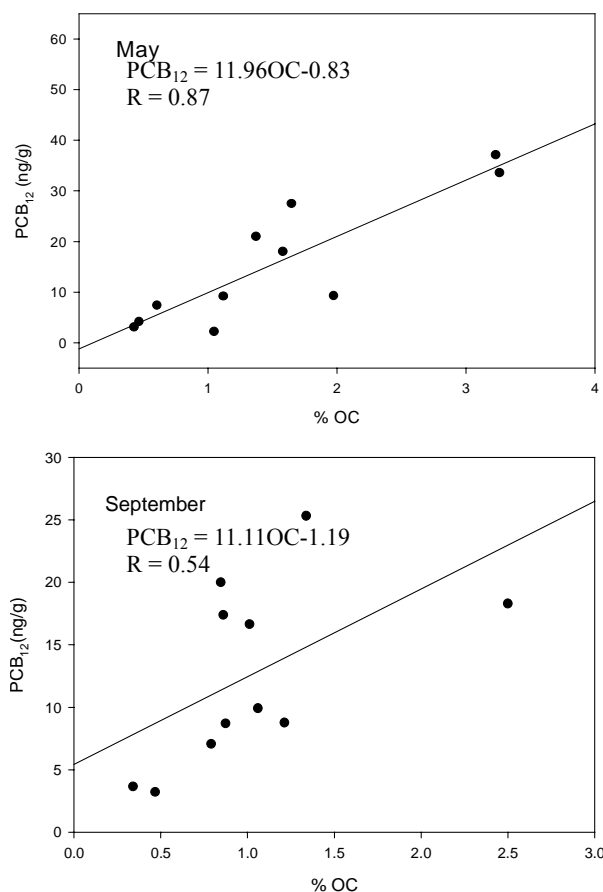 May
PCB₁₂ = 11.96OC-0.83
R = 0.87
PCB₁₂ (ng/g)
60
50
40
30
20
10
0
0 1 2 3 4
% OC
September
PCB₁₂ = 11.11OC-1.19
R = 0.54
PCB₁₂(ng/g)
30
25
20
15
10
5
0
0.0 0.5 1.0 1.5 2.0 2.5 3.0
% OC